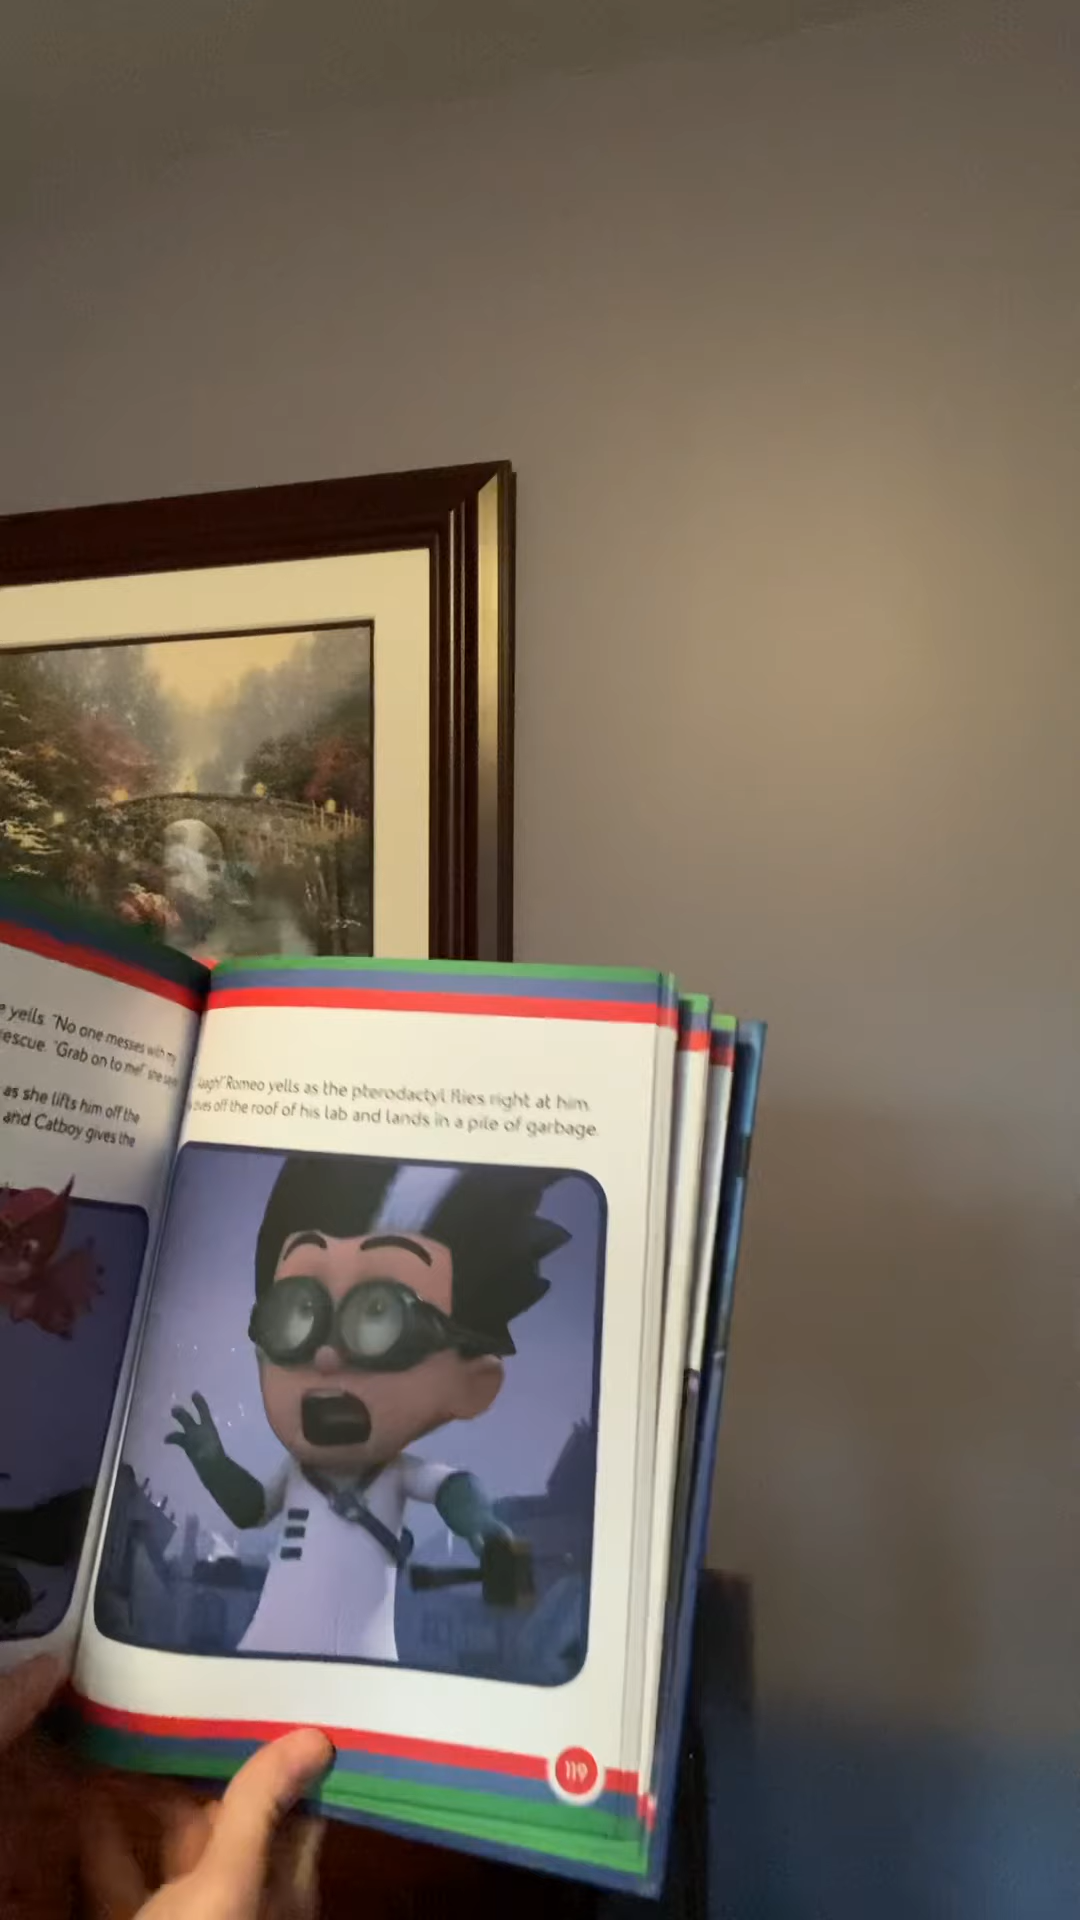 yells. "No one messes with my
rescue. "Grab on to me!" she says
as she lifts him off the
and Catboy gives the
"Aaugh!" Romeo yells as the pterodactyl flies right at him.
off the roof of his lab and lands in a pile of garbage.
119